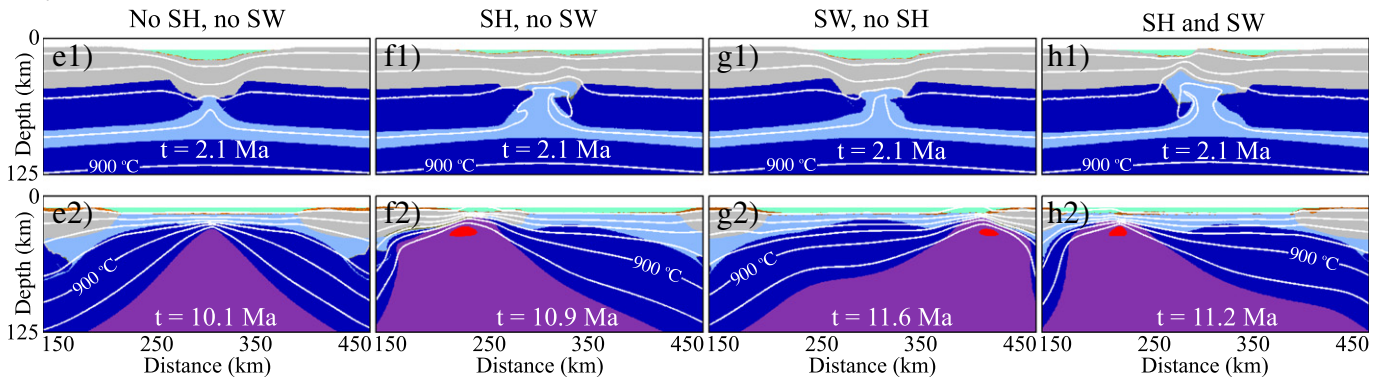 No SH, no SW
SH, no SW
SW, no SH
SH and SW
0
Depth (km)
125
e1)
900 °C
t = 2.1 Ma
f1)
900 °C
t = 2.1 Ma
g1)
900 °C
t = 2.1 Ma
h1)
900 °C
t = 2.1 Ma
0
Depth (km)
125
e2)
900 °C
t = 10.1 Ma
f2)
900 °C
t = 10.9 Ma
g2)
900 °C
t = 11.6 Ma
h2)
900 °C
t = 11.2 Ma
150 250 350 450
150 250 350 450
150 250 350 450
150 250 350 450
Distance (km)
Distance (km)
Distance (km)
Distance (km)